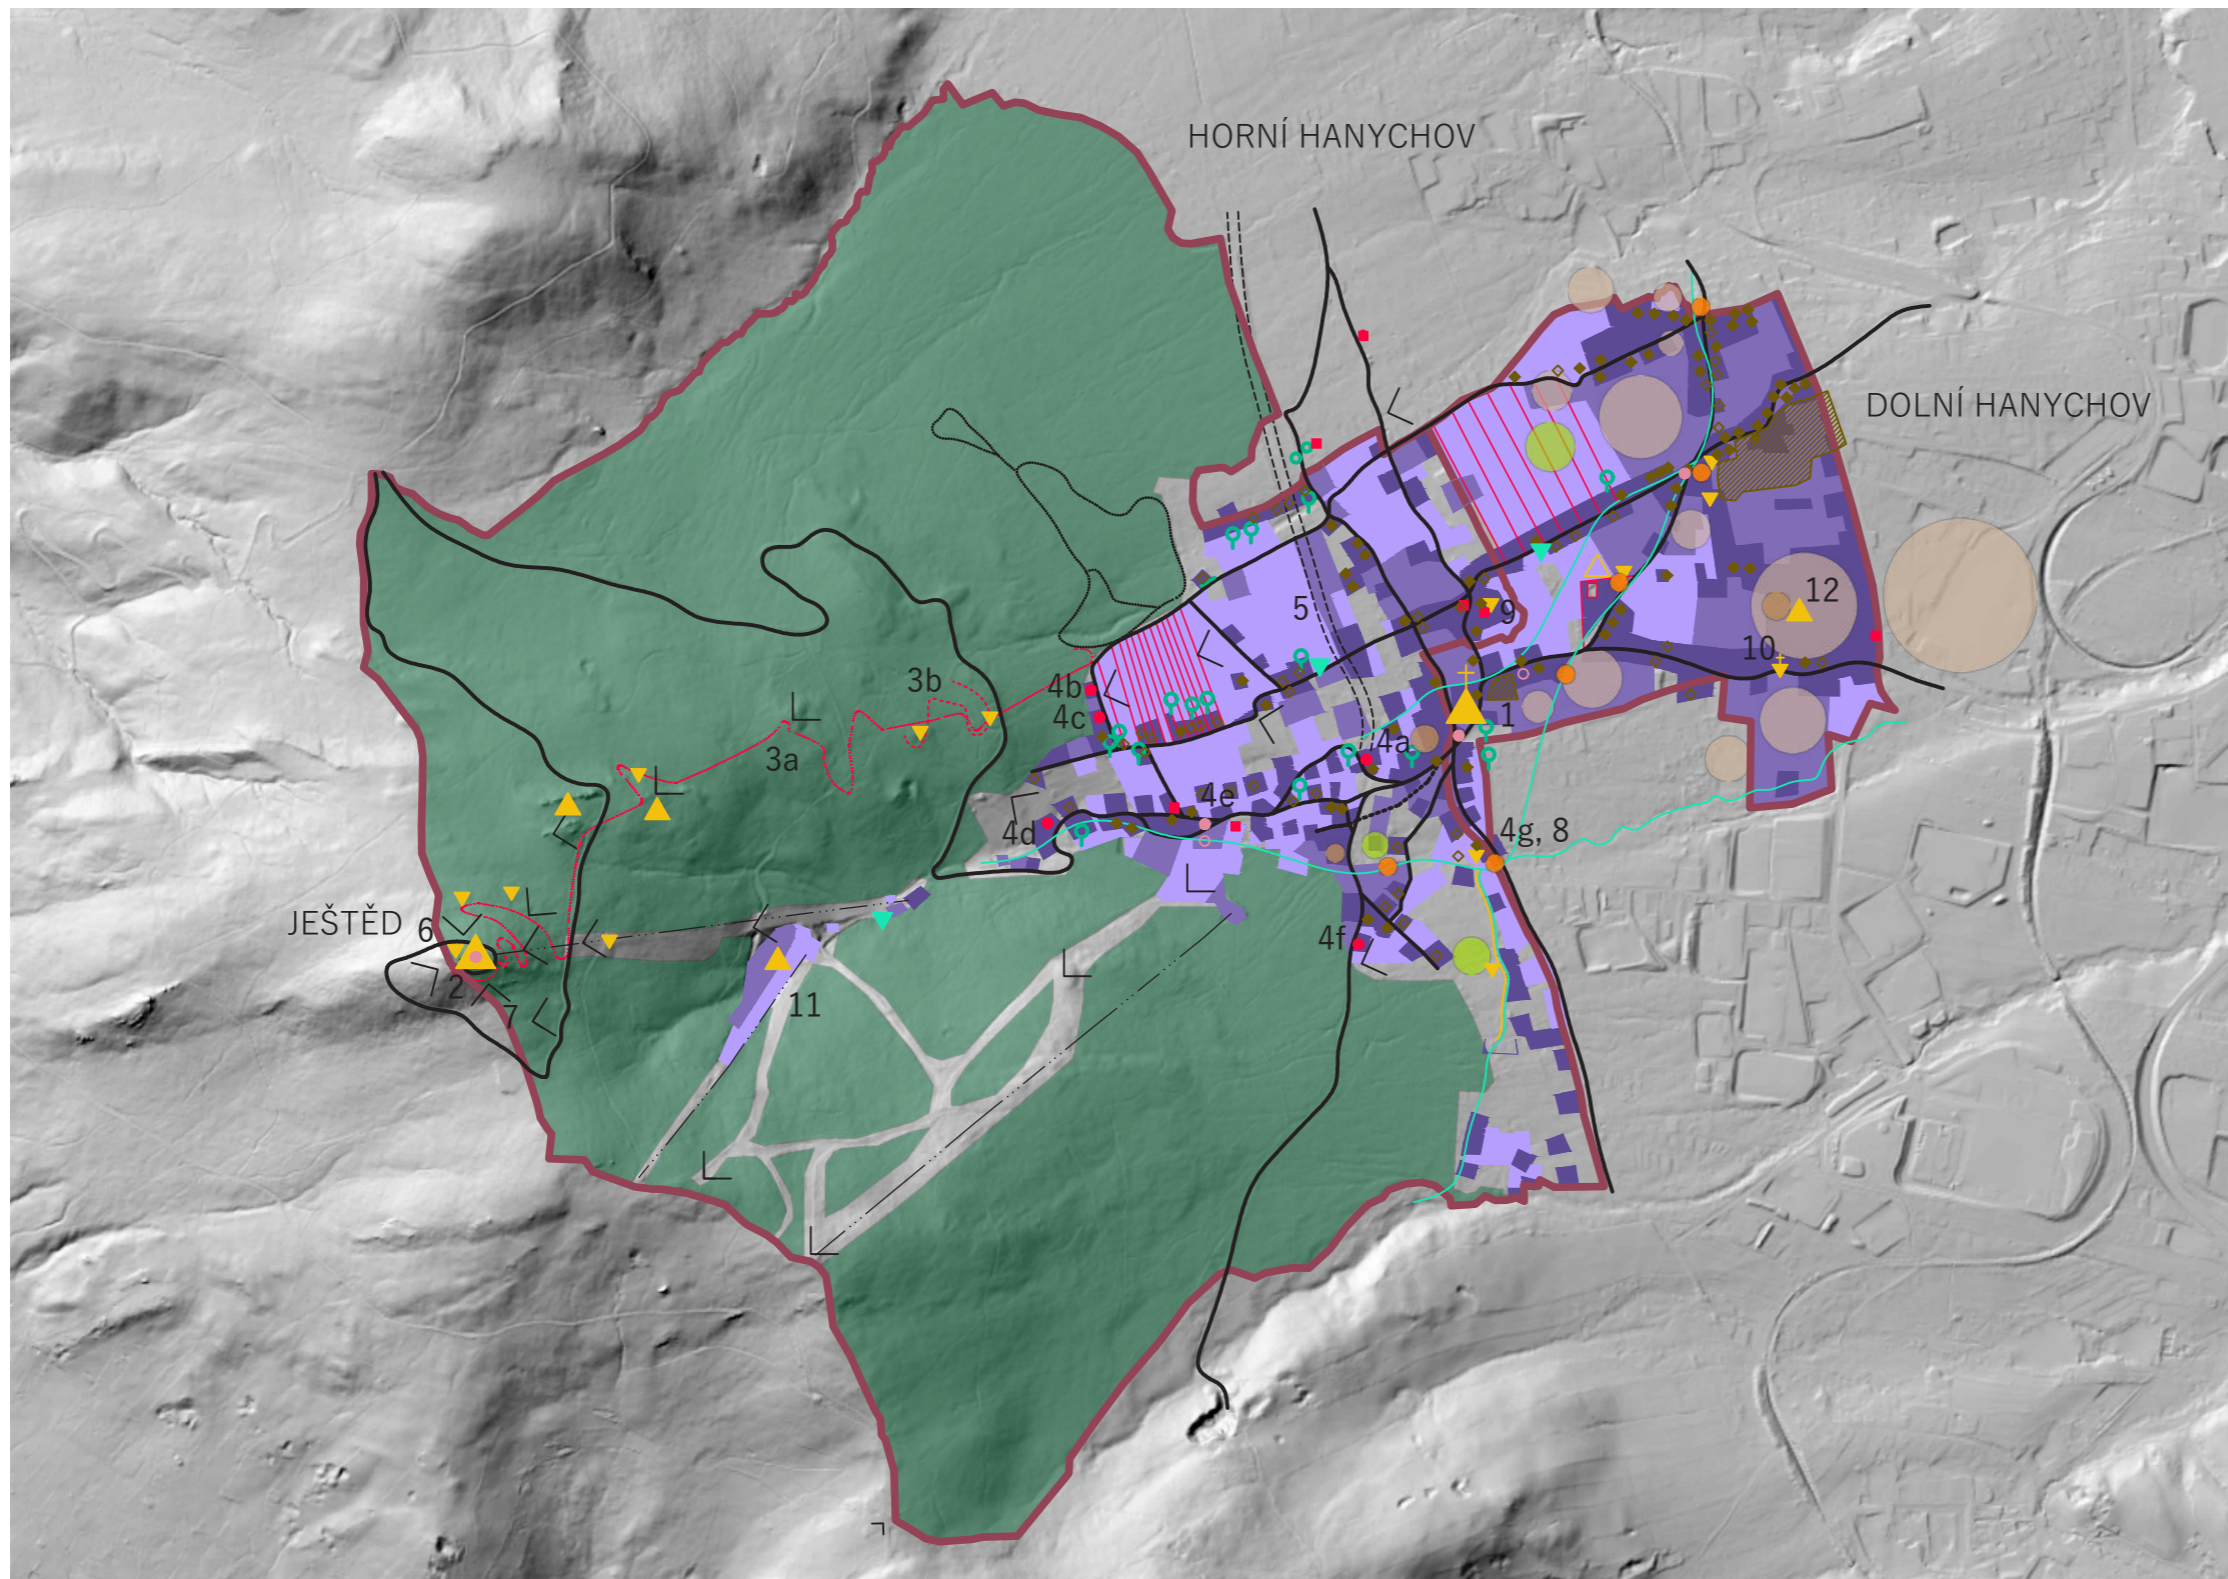 HORNÍ HANYCHOV
DOLNÍ HANYCHOV
5
12
9
10
3b
4b
4c
1
3a
4a
4e
4d
4g, 8
JEŠTĚD
6
4f
2
7
11